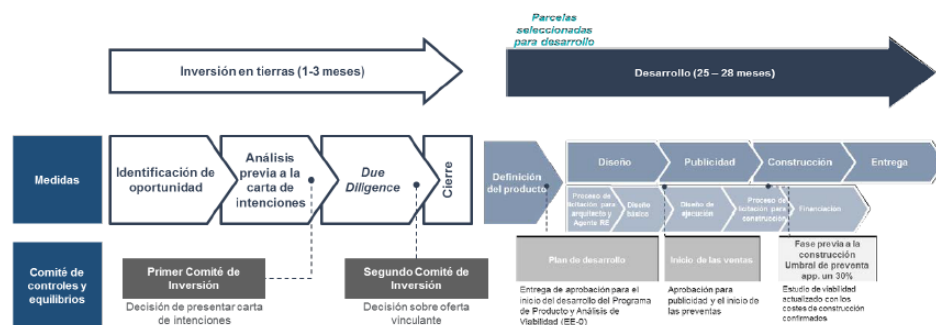 Parcelas
seleccionadas
para desarrollo
Inversión en tierras (1-3 meses)
Desarrollo (25 – 28 meses)
Medidas
Identificación de
oportunidad
Análisis
previa a la
carta de
intenciones
Due
Diligence
Cierre
Definición
del producto
Diseño
Publicidad
Construcción
Entrega
Proceso de
licitación para
arquitecto y
Agente RE
Diseño
básico
Diseño de
ejecución
Proceso de
licitación para
construcción
Financiación
Comité de
controles y
equilibrios
Primer Comité de
Inversión
Decisión de presentar carta
de intenciones
Segundo Comité de
Inversión
Decisión sobre oferta
vinculante
Plan de desarrollo
Entrega de aprobación para el
inicio del desarrollo del Programa
de Producto y Análisis de
Viabilidad (EE-0)
Inicio de las ventas
Aprobación para
publicidad y el inicio de
las preventas
Fase previa a la
construcción
Umbral de preventa
app. un 30%
Estudio de viabilidad
actualizado con los
costes de construcción
confirmados